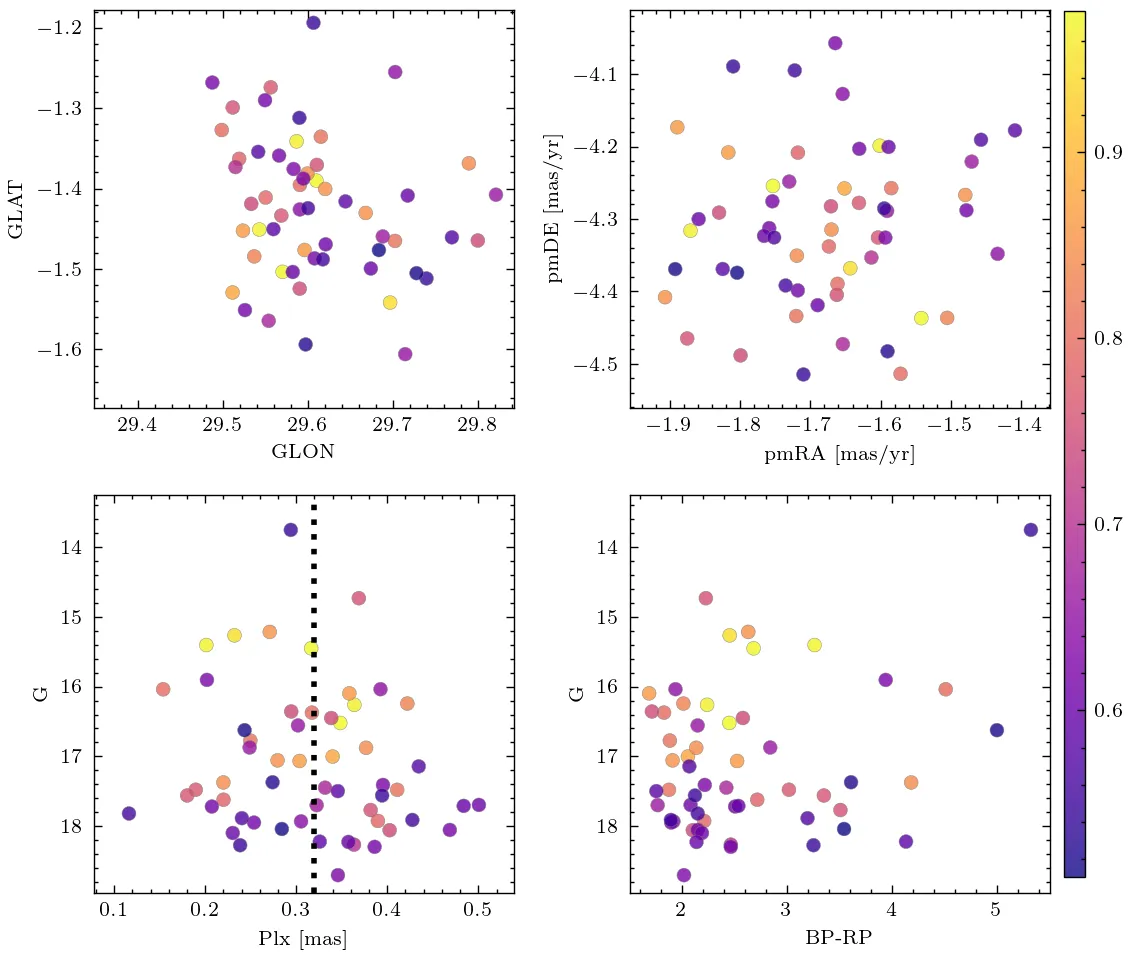 −1.2
−1.3
−1.4
−1.5
−1.6
GLAT
29.4 29.5 29.6 29.7 29.8
GLON
−4.1
−4.2
−4.3
−4.4
−4.5
pmDE [mas/yr]
−1.9 −1.8 −1.7 −1.6 −1.5 −1.4
pmRA [mas/yr]
14
15
16
17
18
G
0.1 0.2 0.3 0.4 0.5
Plx [mas]
14
15
16
17
18
G
2 3 4 5
BP-RP
0.9
0.8
0.7
0.6